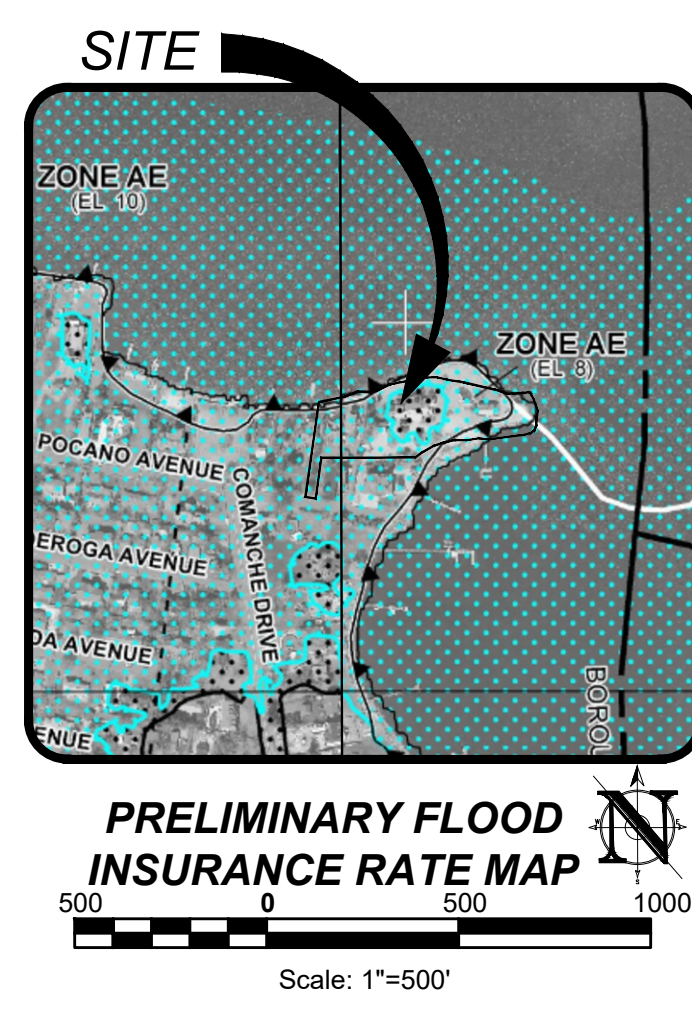 SITE
ZONE AE
(EL 10)
ZONE AE
(EL 8)
POCANO AVENUE
COMANCHE DRIVE
EROGA AVENUE
DA AVENUE
ENUE
BOROU
PRELIMINARY FLOOD
INSURANCE RATE MAP
N
W
E
S
500 0 500 1000
Scale: 1"=500'